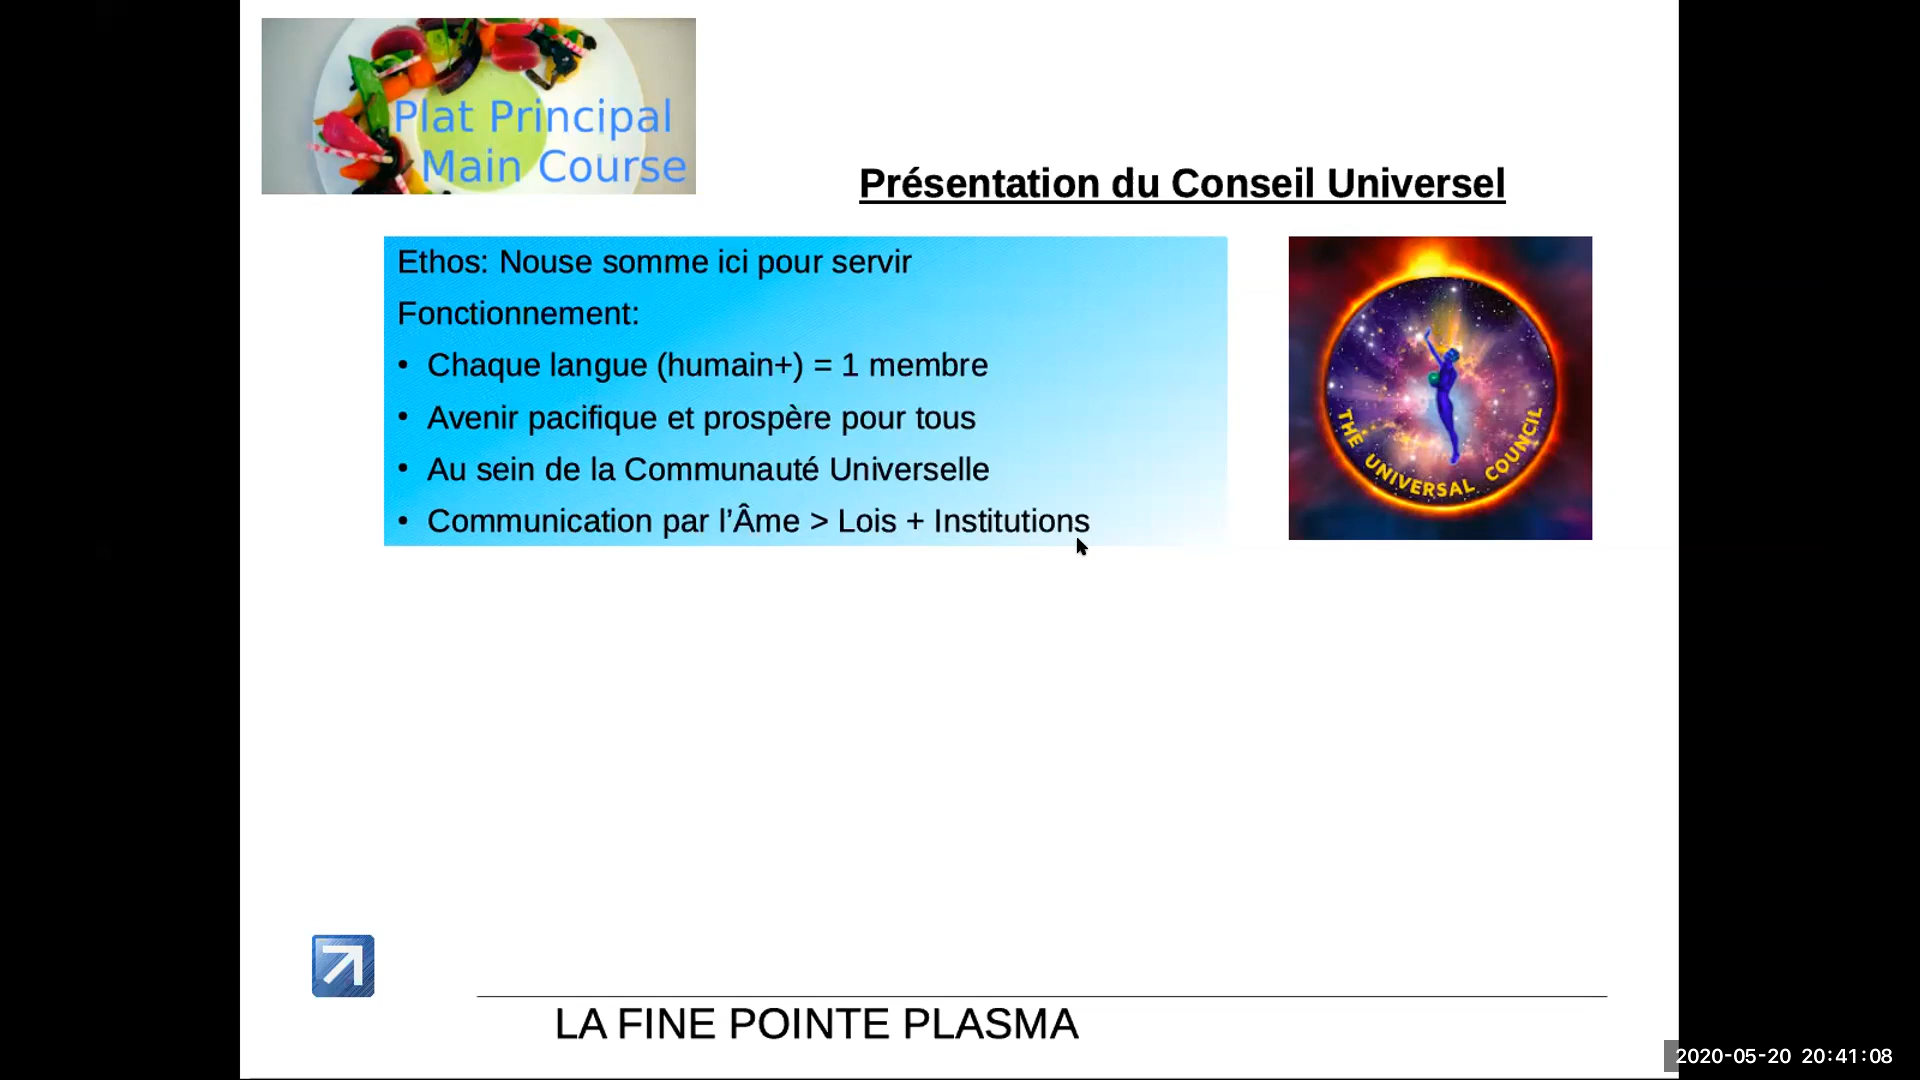 Plat Principal
Main Course
Présentation du Conseil Universel
Ethos: Nouse somme ici pour servir
Fonctionnement:
• Chaque langue (humain+) = 1 membre
• Avenir pacifique et prospère pour tous
• Au sein de la Communauté Universelle
• Communication par l’Âme > Lois + Institutions
THE UNIVERSAL COUNCIL
LA FINE POINTE PLASMA
2020-05-20 20:41:08